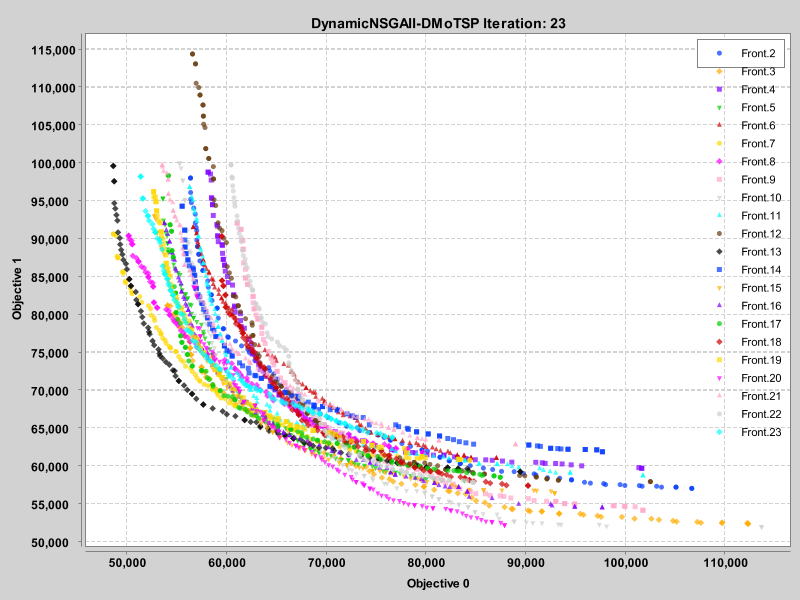 DynamicNSGAII-DMoTSP Iteration: 23
115,000
110,000
105,000
100,000
95,000
90,000
85,000
80,000
75,000
70,000
65,000
60,000
55,000
50,000
Objective 1
50,000 60,000 70,000 80,000 90,000 100,000 110,000
Objective 0
Front.2
Front.3
Front.4
Front.5
Front.6
Front.7
Front.8
Front.9
Front.10
Front.11
Front.12
Front.13
Front.14
Front.15
Front.16
Front.17
Front.18
Front.19
Front.20
Front.21
Front.22
Front.23